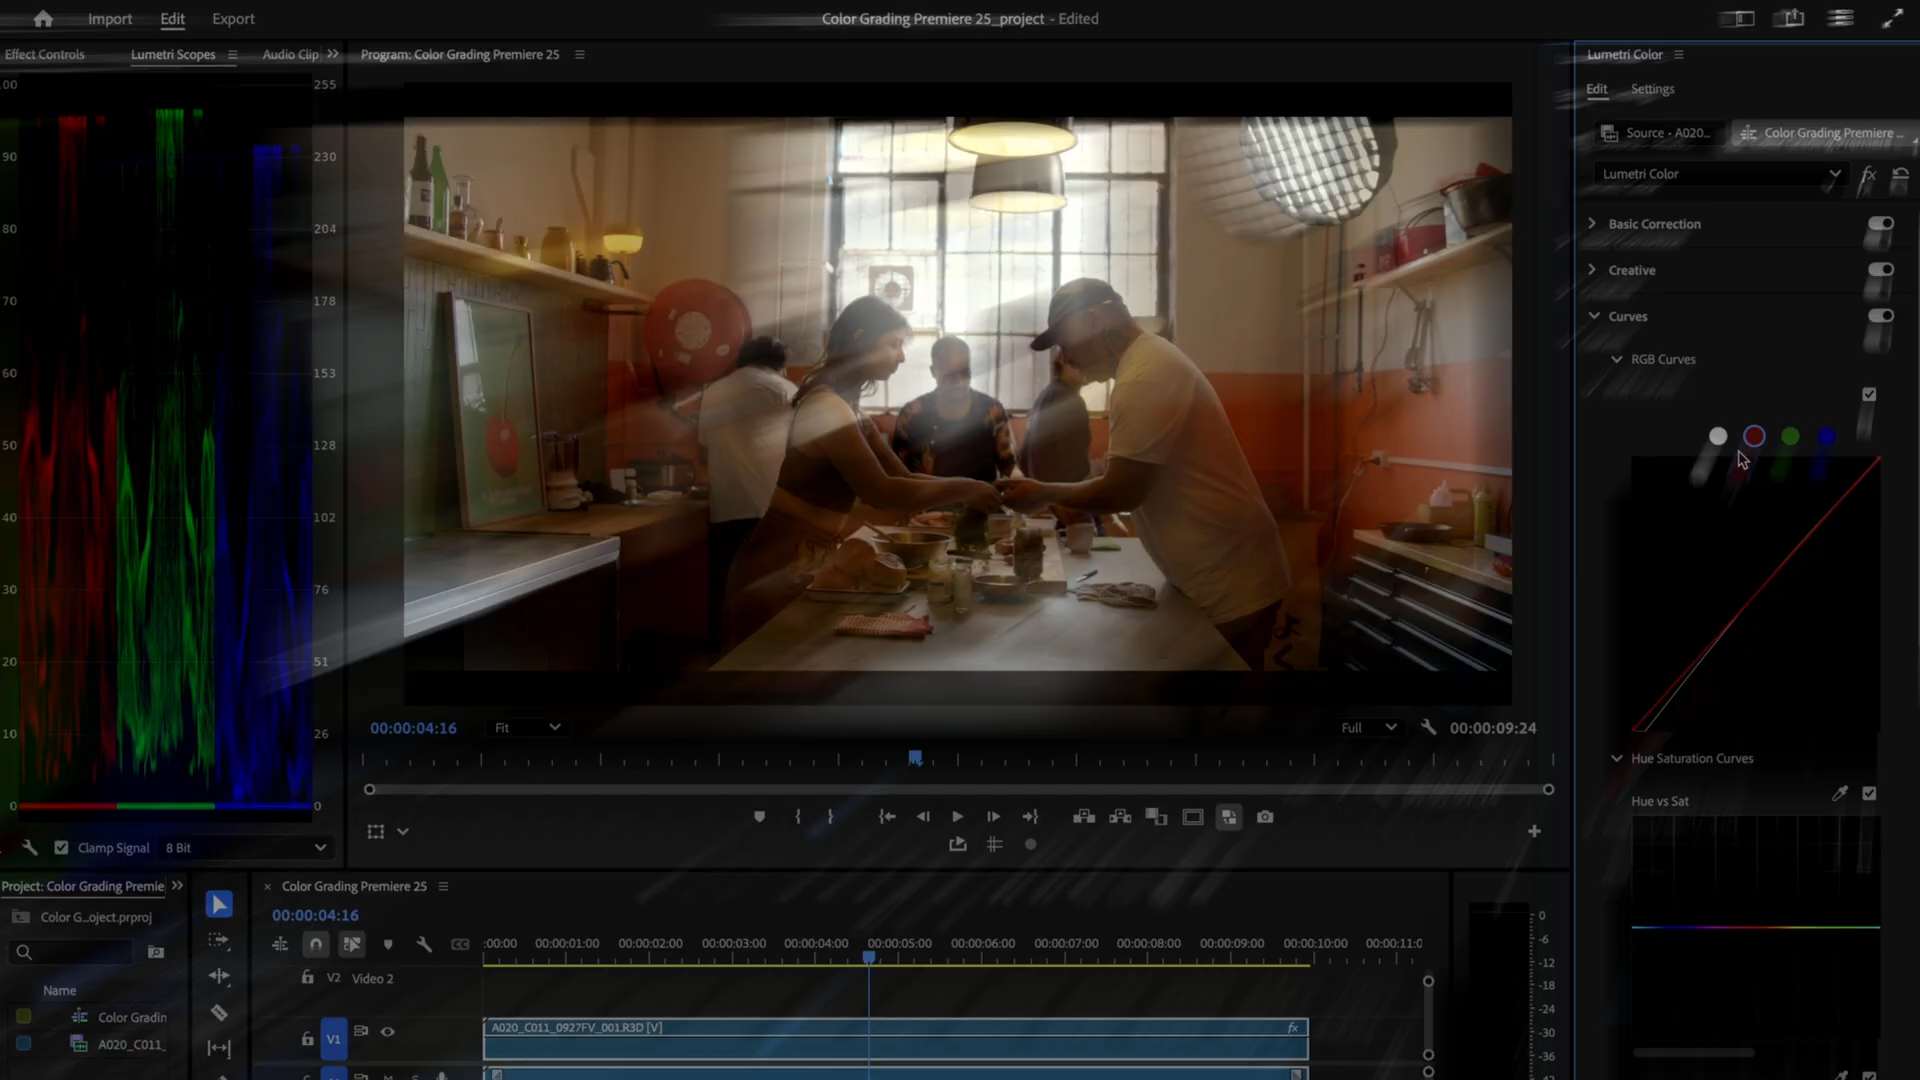 Import Edit Export
Color Grading Premiere 25_project - Edited
Effect Controls Lumetri Scopes Audio Clip
Program: Color Grading Premiere 25
Lumetri Color
Edit Settings
Source - A020... Color Grading Premiere ...
Lumetri Color
fx
Basic Correction
Creative
Curves
RGB Curves
00 255
90 230
80 204
70 178
60 153
50 128
40 102
30 76
20 51
10 26
0 0
00:00:04:16 Fit Full 00:00:09:24
Hue Saturation Curves
Hue vs Sat
Clamp Signal 8 Bit
Project: Color Grading Premie
Color G...oject.prproj
Name
Color Gradin
A020_C011_
Color Grading Premiere 25
00:00:04:16
CC
:00:00 00:00:01:00 00:00:02:00 00:00:03:00 00:00:04:00 00:00:05:00 00:00:06:00 00:00:07:00 00:00:08:00 00:00:09:00 00:00:10:00 00:00:11:0
V2 Video 2
V1
A020_C011_0927FV_001.R3D [V] fx
0
-6
-12
-18
-24
-30
-36